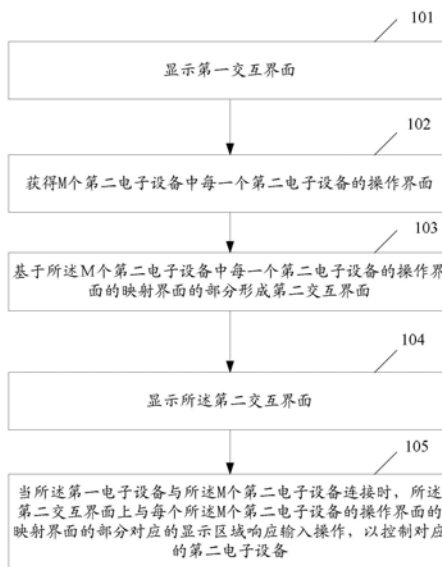 101
显示第一交互界面
102
获得M个第二电子设备中每一个第二电子设备的操作界面
103
基于所述M个第二电子设备中每一个第二电子设备的操作界
面的映射界面的部分形成第二交互界面
104
显示所述第二交互界面
105
当所述第一电子设备与所述M个第二电子设备连接时，所述
第二交互界面上与每个所述M个第二电子设备的操作界面的
映射界面的部分对应的显示区域响应输入操作，以控制对应
的第二电子设备